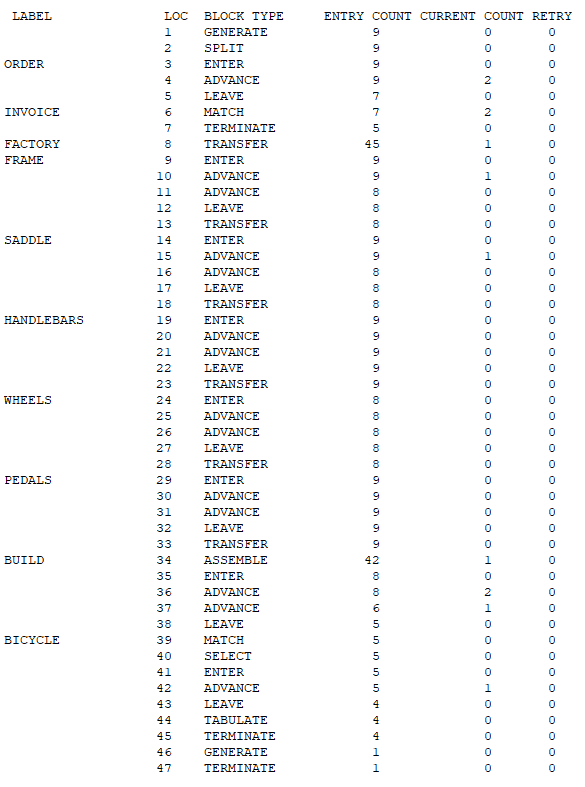 LABEL LOC BLOCK TYPE ENTRY COUNT CURRENT COUNT RETRY
1 GENERATE 9 0 0
2 SPLIT 9 0 0
ORDER 3 ENTER 9 0 0
4 ADVANCE 9 2 0
5 LEAVE 7 0 0
INVOICE 6 MATCH 7 2 0
7 TERMINATE 5 0 0
FACTORY 8 TRANSFER 45 1 0
FRAME 9 ENTER 9 0 0
10 ADVANCE 9 1 0
11 ADVANCE 8 0 0
12 LEAVE 8 0 0
13 TRANSFER 8 0 0
SADDLE 14 ENTER 9 0 0
15 ADVANCE 9 1 0
16 ADVANCE 8 0 0
17 LEAVE 8 0 0
18 TRANSFER 8 0 0
HANDLEBARS 19 ENTER 9 0 0
20 ADVANCE 9 0 0
21 ADVANCE 9 0 0
22 LEAVE 9 0 0
23 TRANSFER 9 0 0
WHEELS 24 ENTER 8 0 0
25 ADVANCE 8 0 0
26 ADVANCE 8 0 0
27 LEAVE 8 0 0
28 TRANSFER 8 0 0
PEDALS 29 ENTER 9 0 0
30 ADVANCE 9 0 0
31 ADVANCE 9 0 0
32 LEAVE 9 0 0
33 TRANSFER 9 0 0
BUILD 34 ASSEMBLE 42 1 0
35 ENTER 8 0 0
36 ADVANCE 8 2 0
37 ADVANCE 6 1 0
38 LEAVE 5 0 0
BICYCLE 39 MATCH 5 0 0
40 SELECT 5 0 0
41 ENTER 5 0 0
42 ADVANCE 5 1 0
43 LEAVE 4 0 0
44 TABULATE 4 0 0
45 TERMINATE 4 0 0
46 GENERATE 1 0 0
47 TERMINATE 1 0 0